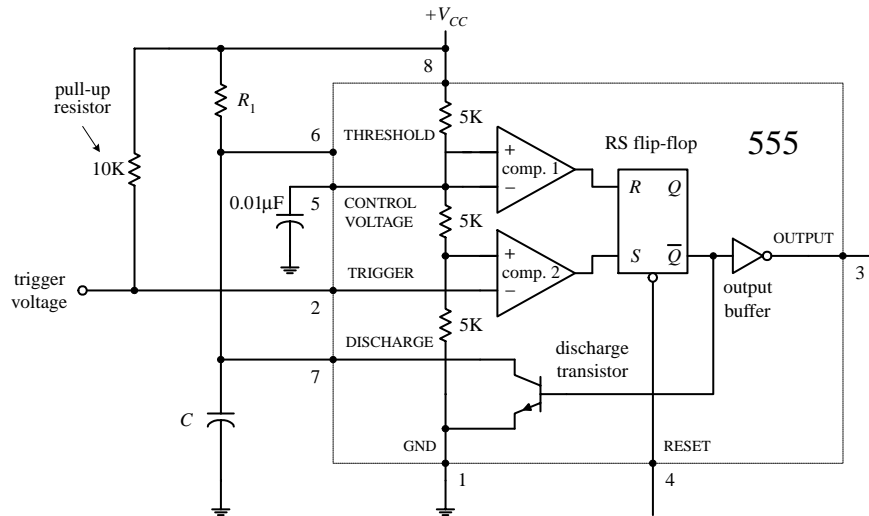 +VCC
8
pull-up
resistor
10K
R1
5K
RS flip-flop
555
6
THRESHOLD
+
comp. 1
−
R
Q
0.01µF
5
CONTROL
VOLTAGE
5K
+
comp. 2
−
S
Q̅
OUTPUT
3
output
buffer
trigger
voltage
TRIGGER
2
5K
DISCHARGE
7
discharge
transistor
C
GND
1
RESET
4